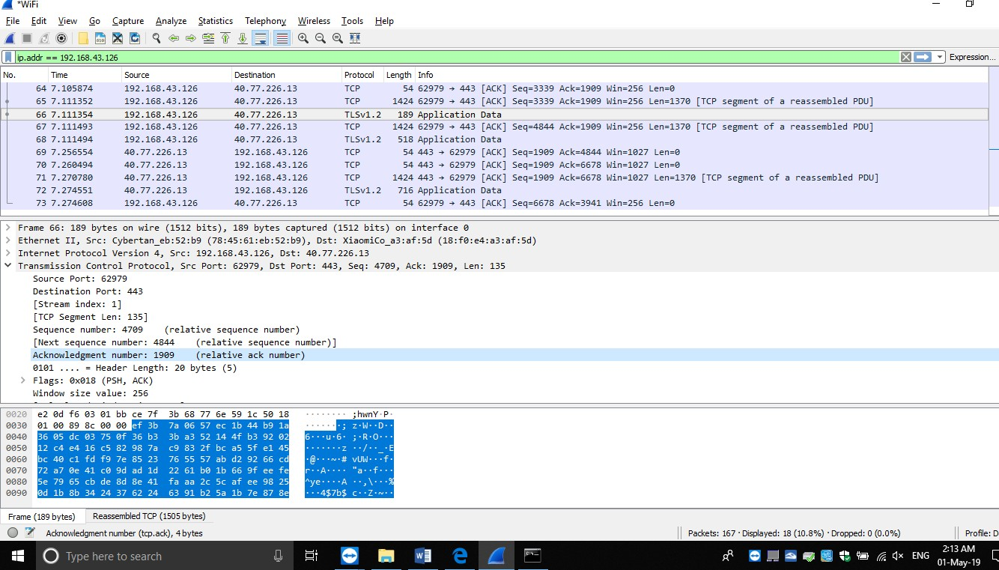 *WiFi
File Edit View Go Capture Analyze Statistics Telephony Wireless Tools Help
ip.addr == 192.168.43.126 Expression...
No. Time Source Destination Protocol Length Info
64 7.105874 192.168.43.126 40.77.226.13 TCP 54 62979 → 443 [ACK] Seq=3339 Ack=1909 Win=256 Len=0
65 7.111352 192.168.43.126 40.77.226.13 TCP 1424 62979 → 443 [ACK] Seq=3339 Ack=1909 Win=256 Len=1370 [TCP segment of a reassembled PDU]
66 7.111354 192.168.43.126 40.77.226.13 TLSv1.2 189 Application Data
67 7.111493 192.168.43.126 40.77.226.13 TCP 1424 62979 → 443 [ACK] Seq=4844 Ack=1909 Win=256 Len=1370 [TCP segment of a reassembled PDU]
68 7.111494 192.168.43.126 40.77.226.13 TLSv1.2 518 Application Data
69 7.256554 40.77.226.13 192.168.43.126 TCP 54 443 → 62979 [ACK] Seq=1909 Ack=4844 Win=1027 Len=0
70 7.260494 40.77.226.13 192.168.43.126 TCP 54 443 → 62979 [ACK] Seq=1909 Ack=6678 Win=1027 Len=0
71 7.270780 40.77.226.13 192.168.43.126 TCP 1424 443 → 62979 [ACK] Seq=1909 Ack=6678 Win=1027 Len=1370 [TCP segment of a reassembled PDU]
72 7.274551 40.77.226.13 192.168.43.126 TLSv1.2 716 Application Data
73 7.274608 192.168.43.126 40.77.226.13 TCP 54 62979 → 443 [ACK] Seq=6678 Ack=3941 Win=256 Len=0
Frame 66: 189 bytes on wire (1512 bits), 189 bytes captured (1512 bits) on interface 0
Ethernet II, Src: Cybertan_eb:52:b9 (78:45:61:eb:52:b9), Dst: XiaomiCo_a3:af:5d (18:f0:e4:a3:af:5d)
Internet Protocol Version 4, Src: 192.168.43.126, Dst: 40.77.226.13
Transmission Control Protocol, Src Port: 62979, Dst Port: 443, Seq: 4709, Ack: 1909, Len: 135
Source Port: 62979
Destination Port: 443
[Stream index: 1]
[TCP Segment Len: 135]
Sequence number: 4709 (relative sequence number)
[Next sequence number: 4844 (relative sequence number)]
Acknowledgment number: 1909 (relative ack number)
0101 .... = Header Length: 20 bytes (5)
Flags: 0x018 (PSH, ACK)
Window size value: 256
0020 e2 0d f6 03 01 bb ce 7f 3b 68 77 6e 59 1c 50 18 ········ ;hwnY·P·
0030 01 00 89 8c 00 00 ef 3b 7a 06 57 ec 1b 44 b9 1a ·······; z·W··D··
0040 36 05 dc 03 75 0f 36 b3 3b a3 52 14 4f b3 92 02 6···u·6· ;·R·O···
0050 12 c4 e4 16 c5 82 98 7a c9 83 2f bc a5 5f e1 45 ·······z ··/··_·E
0060 bc 40 c1 fd f9 7e 85 23 76 55 57 ab d2 92 66 cd ·@···~·# vUW···f·
0070 72 a7 0e 41 c0 9d ad 1d 22 61 b0 1b 66 9f ee fe r··A···· "a··f···
0080 5e 79 65 cb de 8d 8e 41 fa aa 2c 5c af ee 98 25 ^ye····A ··,\···%
0090 0d 1b 8b 34 24 37 62 24 63 91 b2 5a 1b 7e 87 8e ···4$7b$ c··Z·~··
Frame (189 bytes) Reassembled TCP (1505 bytes)
Acknowledgment number (tcp.ack), 4 bytes Packets: 167 · Displayed: 18 (10.8%) · Dropped: 0 (0.0%) Profile: D
Type here to search ENG 2:13 AM
01-May-19